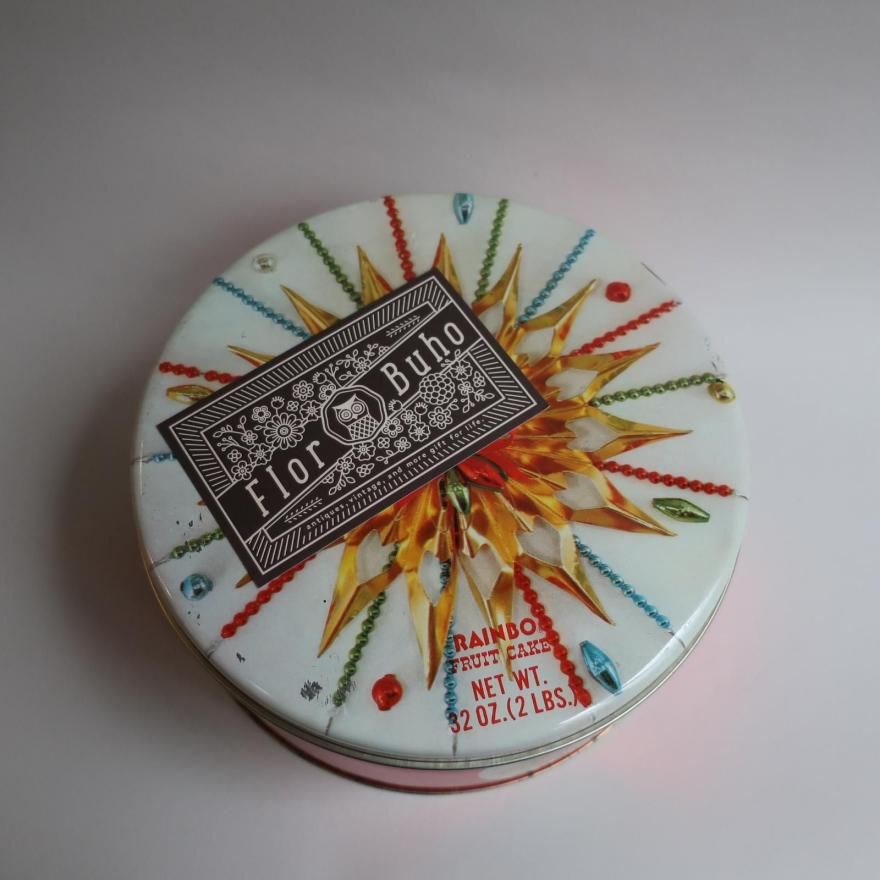 Flor Buho
antiques, vintage, and more gift for life.
RAINBO
FRUIT CAKE
NET WT.
32 OZ.(2 LBS.)